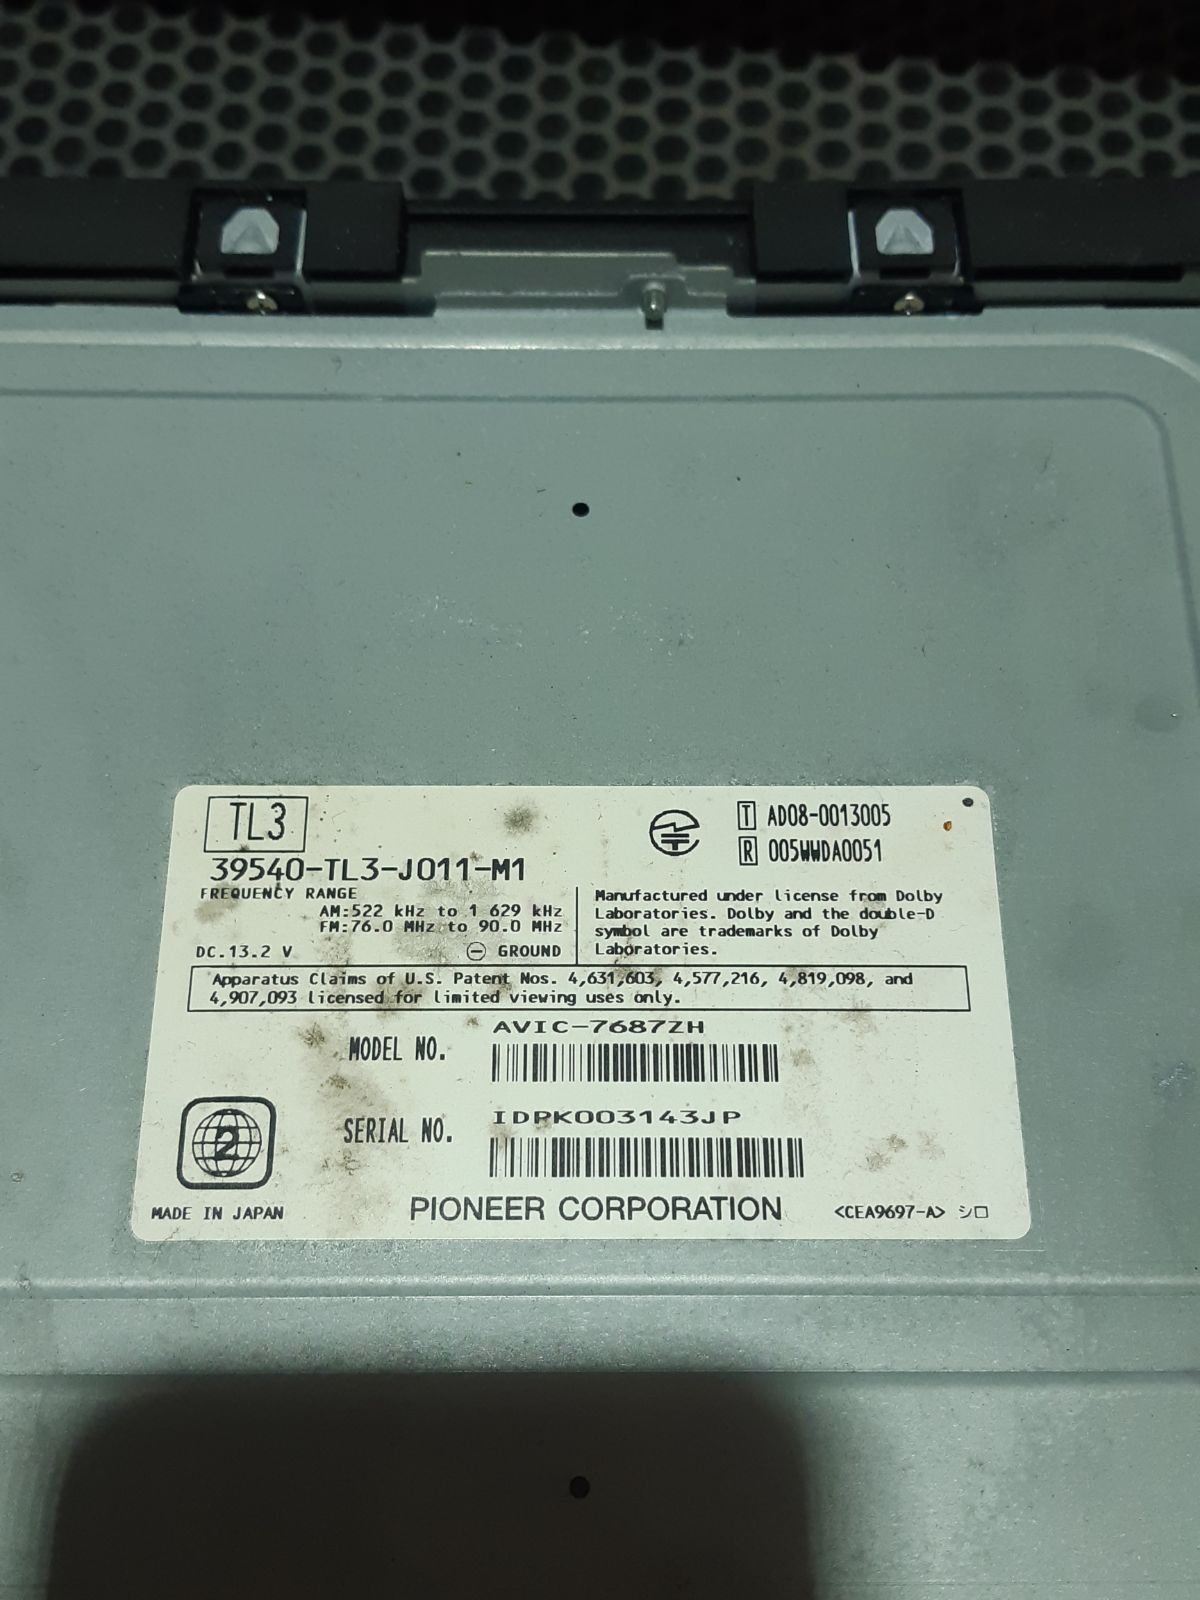 TL3
39540-TL3-J011-M1
FREQUENCY RANGE
AM:522 kHz to 1 629 kHz
FM:76.0 MHz to 90.0 MHz
DC.13.2 V
GROUND
T AD08-0013005
R 005WWDA0051
Manufactured under license from Dolby
Laboratories. Dolby and the double-D
symbol are trademarks of Dolby
Laboratories.
Apparatus Claims of U.S. Patent Nos. 4,631,603, 4,577,216, 4,819,098, and
4,907,093 licensed for limited viewing uses only.
AVIC-7687ZH
MODEL NO.
IDPK003143JP
SERIAL NO.
2
MADE IN JAPAN
PIONEER CORPORATION
<CEA9697-A> シロ